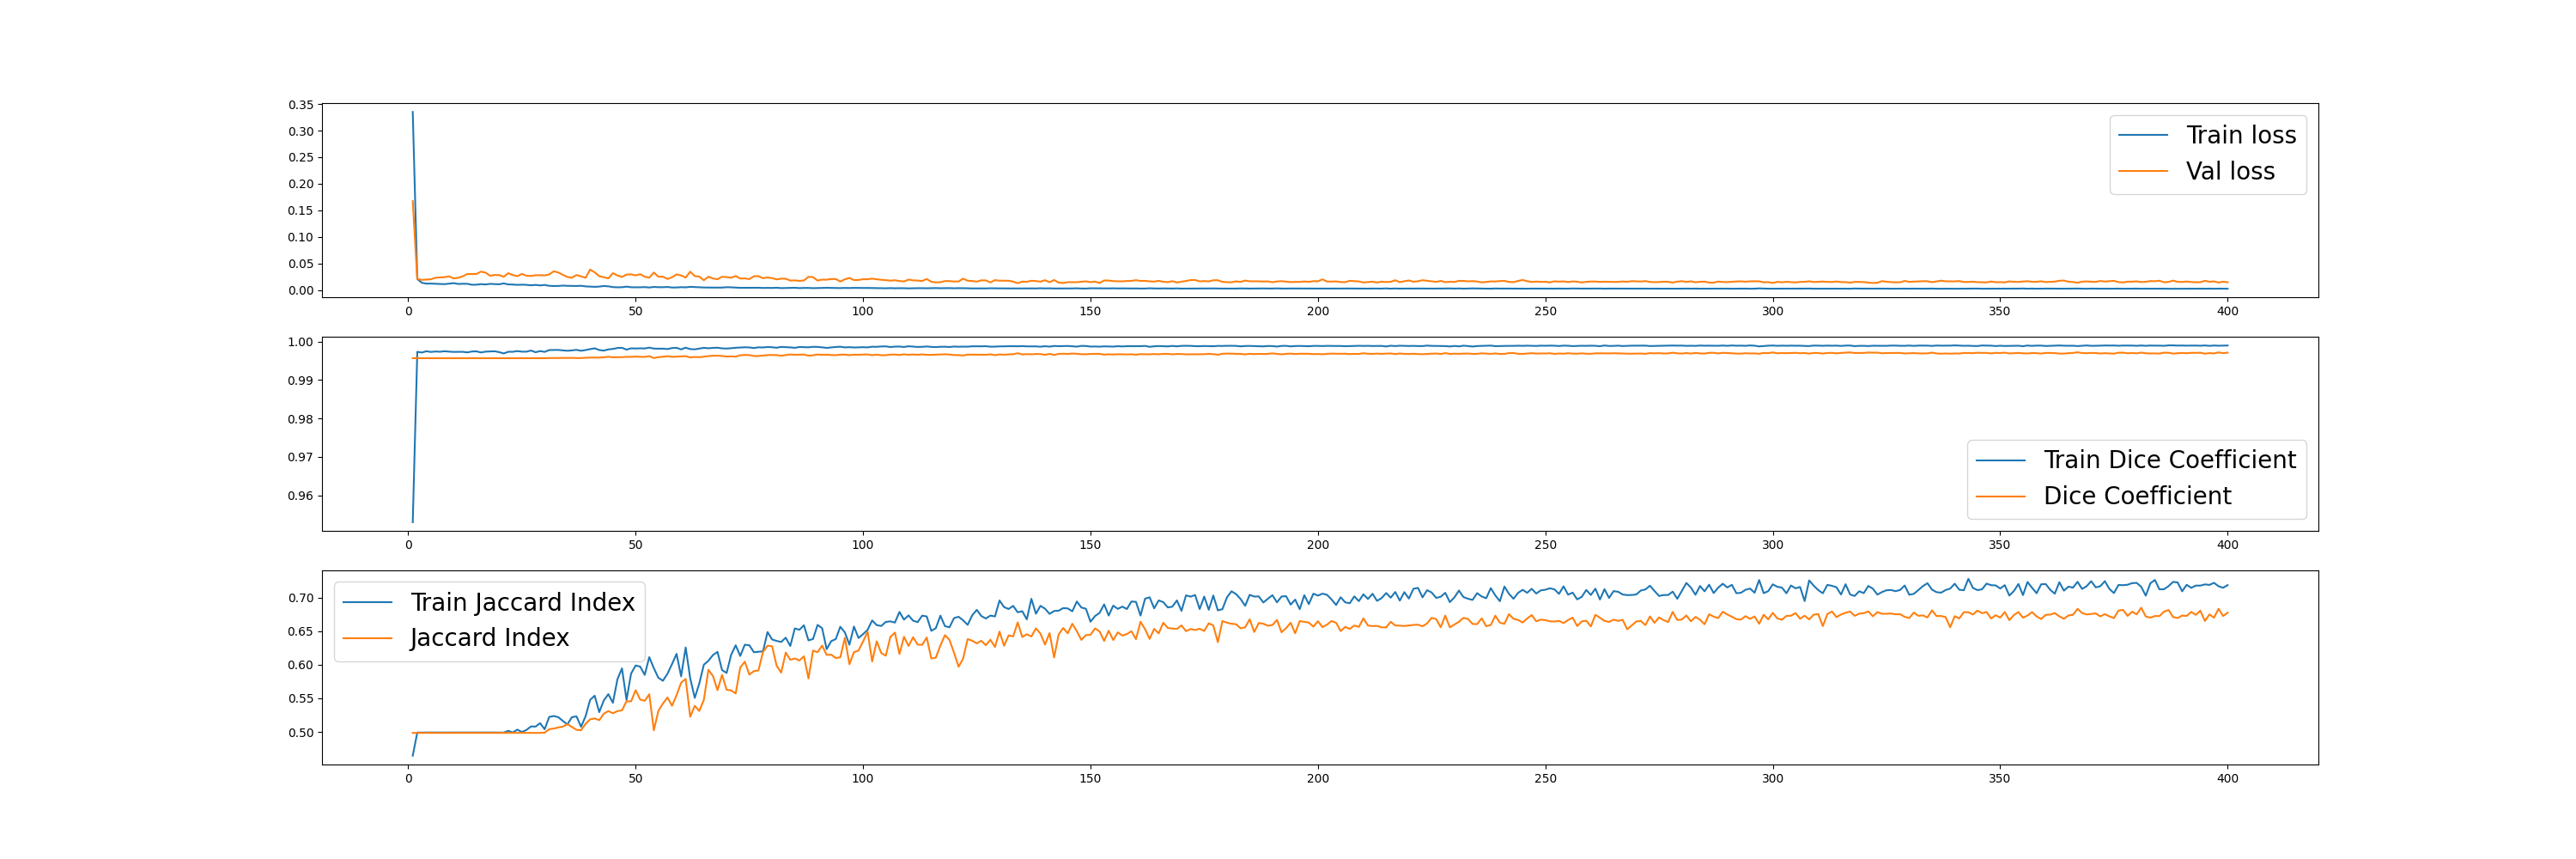 0.35
0.30
0.25
0.20
0.15
0.10
0.05
0.00
Train loss
Val loss
0 50 100 150 200 250 300 350 400
1.00
0.99
0.98
0.97
0.96
Train Dice Coefficient
Dice Coefficient
0 50 100 150 200 250 300 350 400
Train Jaccard Index
Jaccard Index
0.70
0.65
0.60
0.55
0.50
0 50 100 150 200 250 300 350 400